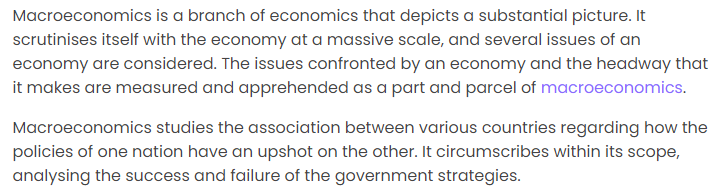 Macroeconomics is a branch of economics that depicts a substantial picture. It
scrutinises itself with the economy at a massive scale, and several issues of an
economy are considered. The issues confronted by an economy and the headway that
it makes are measured and apprehended as a part and parcel of macroeconomics.
Macroeconomics studies the association between various countries regarding how the
policies of one nation have an upshot on the other. It circumscribes within its scope,
analysing the success and failure of the government strategies.